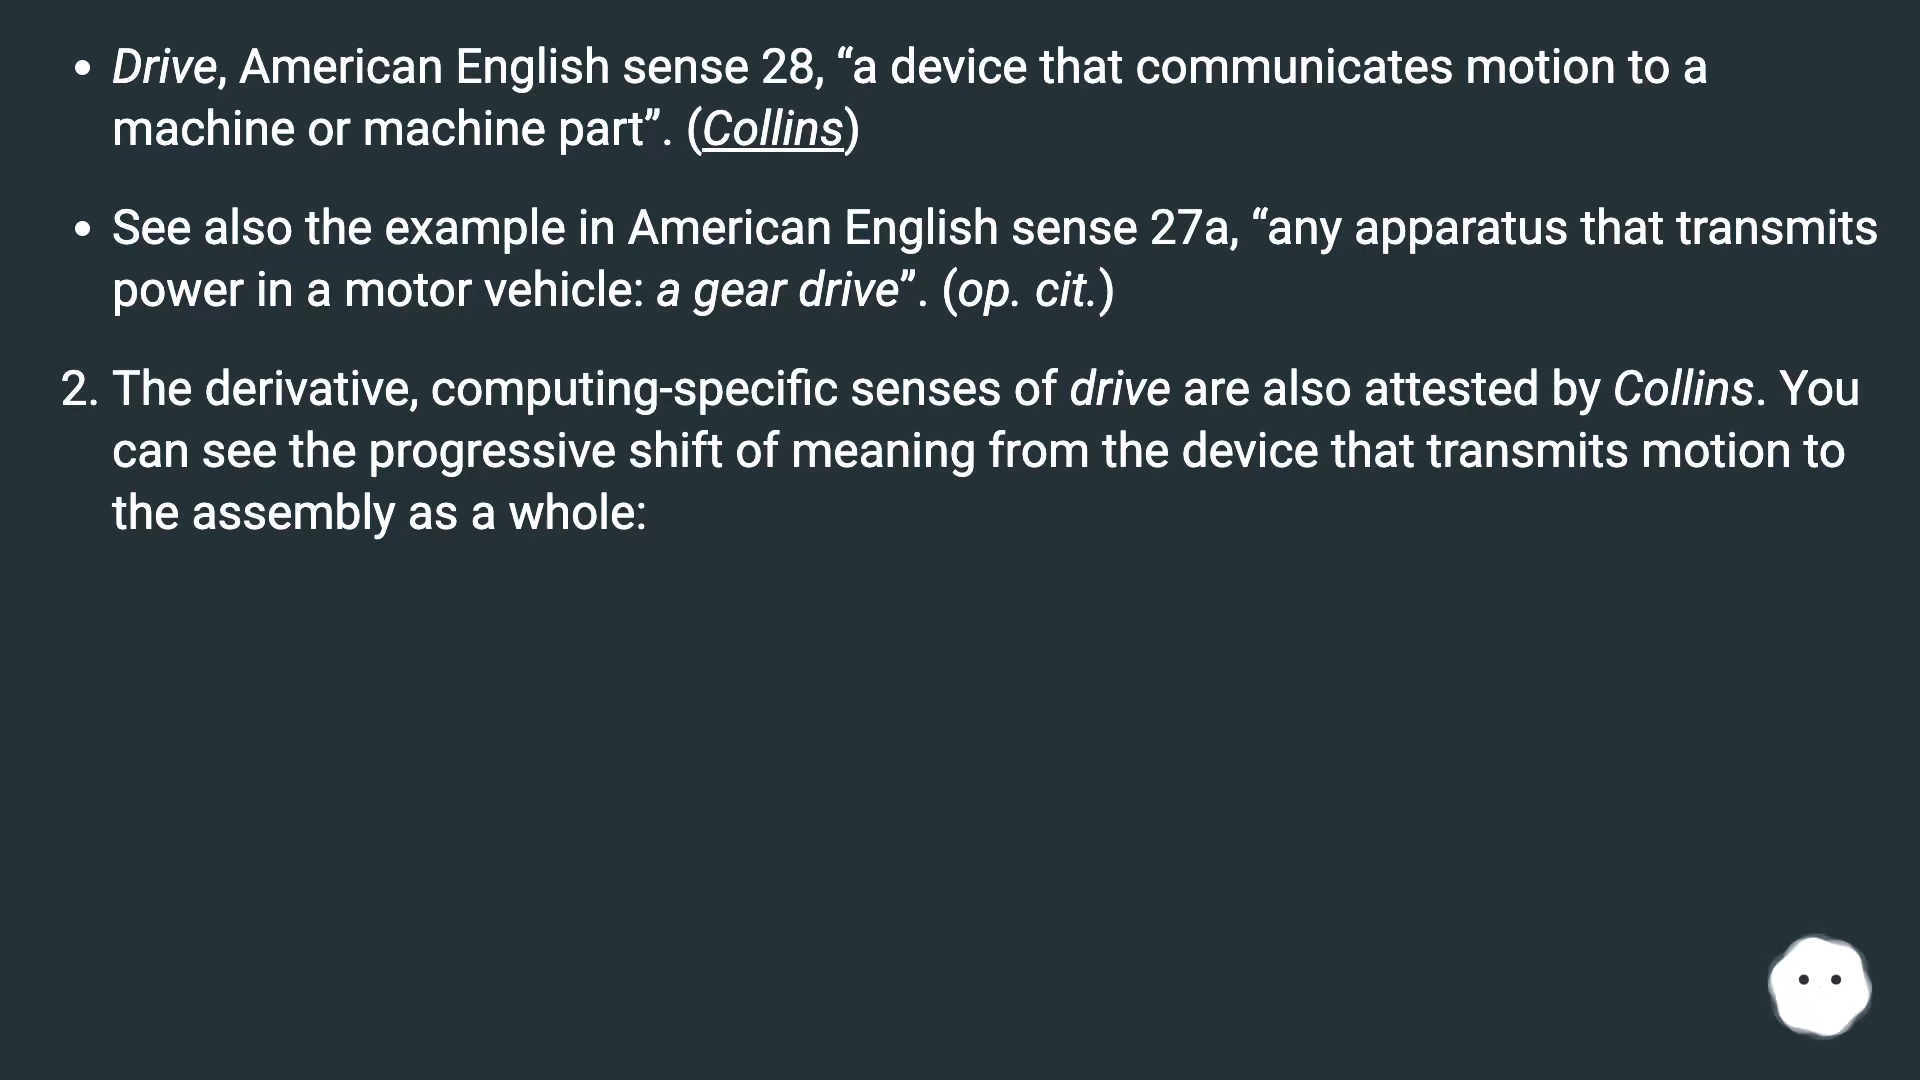 • Drive, American English sense 28, “a device that communicates motion to a
machine or machine part”. (Collins)
• See also the example in American English sense 27a, “any apparatus that transmits
power in a motor vehicle: a gear drive”. (op. cit.)
2. The derivative, computing-specific senses of drive are also attested by Collins. You
can see the progressive shift of meaning from the device that transmits motion to
the assembly as a whole: